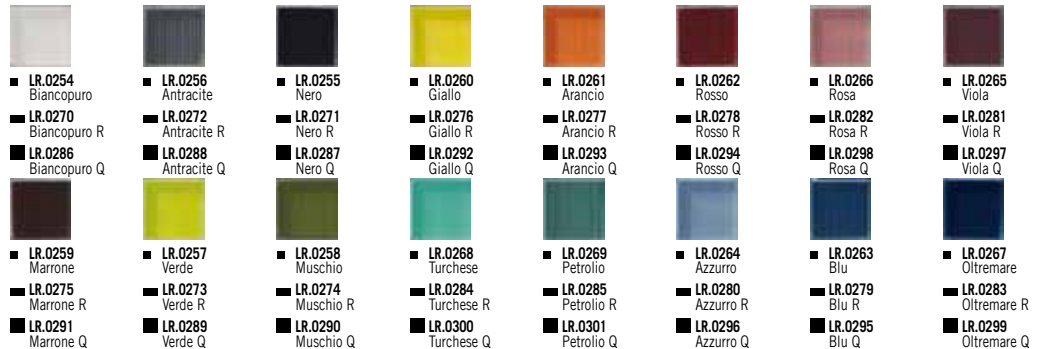 LR.0254
Biancopuro
LR.0270
Biancopuro R
LR.0286
Biancopuro Q
LR.0256
Antracite
LR.0272
Antracite R
LR.0288
Antracite Q
LR.0255
Nero
LR.0271
Nero R
LR.0287
Nero Q
LR.0260
Giallo
LR.0276
Giallo R
LR.0292
Giallo Q
LR.0261
Arancio
LR.0277
Arancio R
LR.0293
Arancio Q
LR.0262
Rosso
LR.0278
Rosso R
LR.0294
Rosso Q
LR.0266
Rosa
LR.0282
Rosa R
LR.0298
Rosa Q
LR.0265
Viola
LR.0281
Viola R
LR.0297
Viola Q
LR.0259
Marrone
LR.0275
Marrone R
LR.0291
Marrone Q
LR.0257
Verde
LR.0273
Verde R
LR.0289
Verde Q
LR.0258
Muschio
LR.0274
Muschio R
LR.0290
Muschio Q
LR.0268
Turchese
LR.0284
Turchese R
LR.0300
Turchese Q
LR.0269
Petrolio
LR.0285
Petrolio R
LR.0301
Petrolio Q
LR.0264
Azzurro
LR.0280
Azzurro R
LR.0296
Azzurro Q
LR.0263
Blu
LR.0279
Blu R
LR.0295
Blu Q
LR.0267
Oltremare
LR.0283
Oltremare R
LR.0299
Oltremare Q